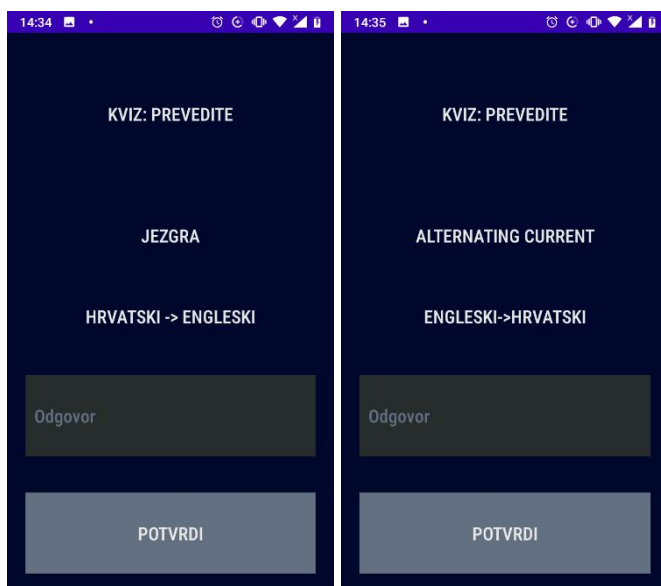 14:34
KVIZ: PREVEDITE
JEZGRA
HRVATSKI -> ENGLESKI
Odgovor
POTVRDI
14:35
KVIZ: PREVEDITE
ALTERNATING CURRENT
ENGLESKI->HRVATSKI
Odgovor
POTVRDI